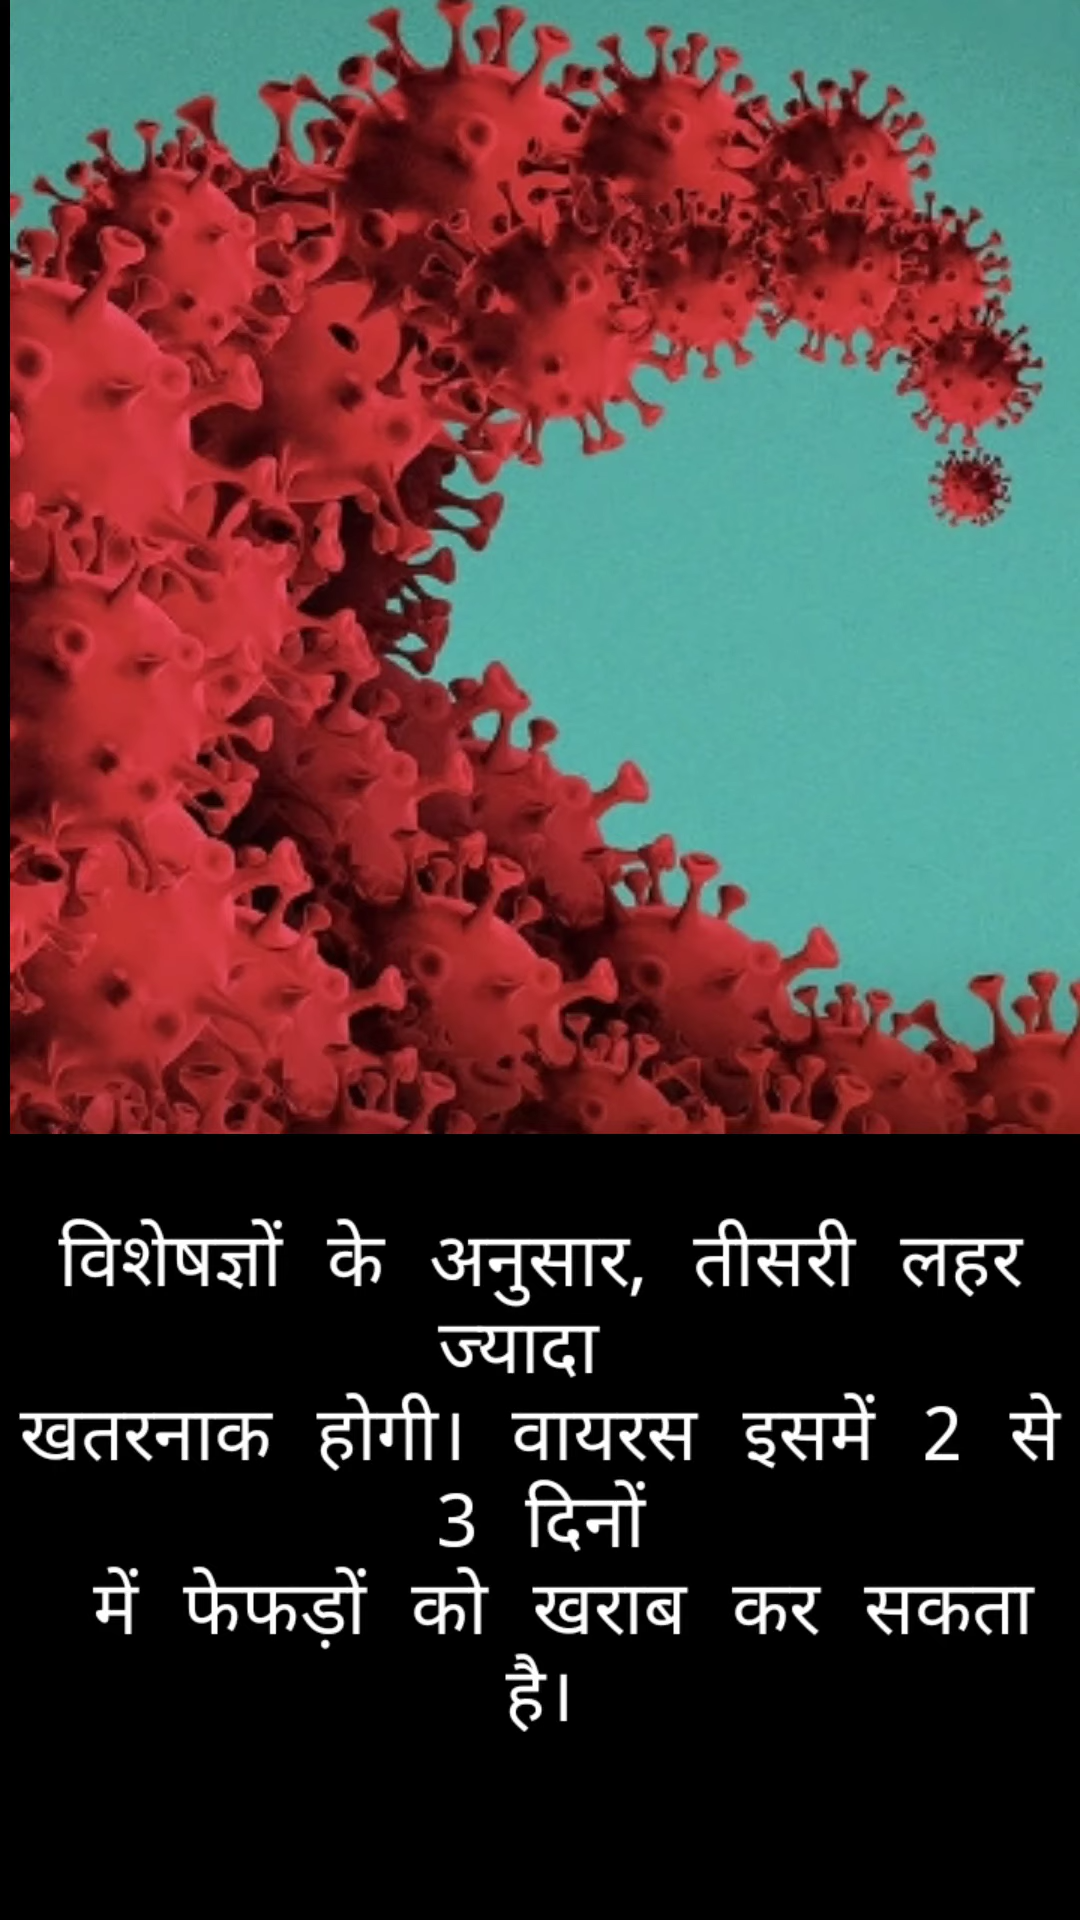 विशेषज्ञों के अनुसार, तीसरी लहर
ज्यादा
खतरनाक होगी। वायरस इसमें 2 से
3 दिनों
में फेफड़ों को खराब कर सकता
है।